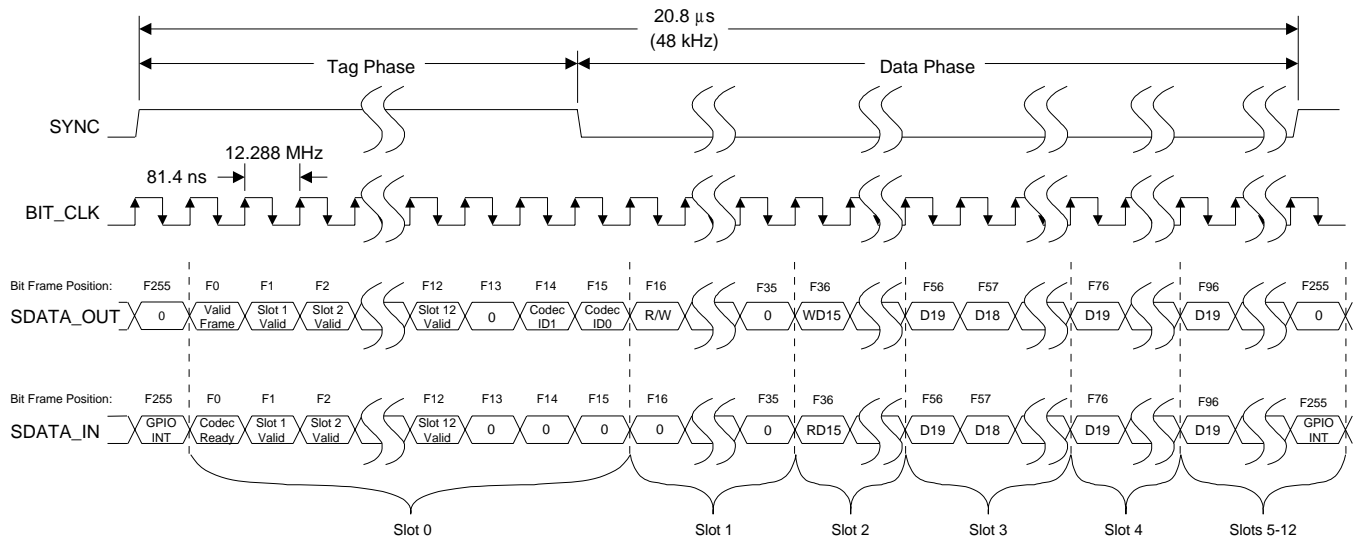 20.8 μs
(48 kHz)
Tag Phase
Data Phase
SYNC
12.288 MHz
81.4 ns
BIT_CLK
Bit Frame Position: F255 F0 F1 F2 F12 F13 F14 F15 F16 F35 F36 F56 F57 F76 F96 F255
SDATA_OUT 0 Valid Frame Slot 1 Valid Slot 2 Valid Slot 12 Valid 0 Codec ID1 Codec ID0 R/W 0 WD15 D19 D18 D19 D19 0
Bit Frame Position: F255 F0 F1 F2 F12 F13 F14 F15 F16 F35 F36 F56 F57 F76 F96 F255
SDATA_IN GPIO INT Codec Ready Slot 1 Valid Slot 2 Valid Slot 12 Valid 0 0 0 0 0 RD15 D19 D18 D19 D19 GPIO INT
Slot 0 Slot 1 Slot 2 Slot 3 Slot 4 Slots 5-12